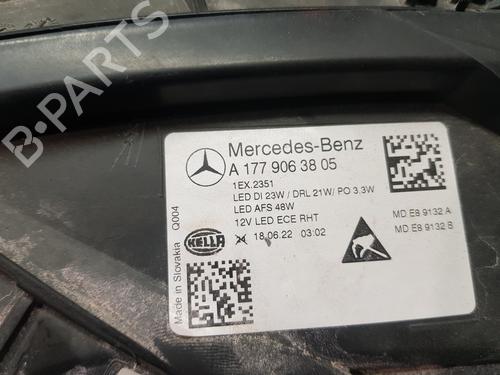 Mercedes-Benz
A 177 906 38 05
1EX.2351
LED DI 23W / DRL 21W/ PO 3.3W
LED AFS 48W
12V LED ECE RHT
18.06.22 03:02
HELLA
MD E8 9132 A
MD E8 9132 B
Made in Slovakia Q004
B-PARTS